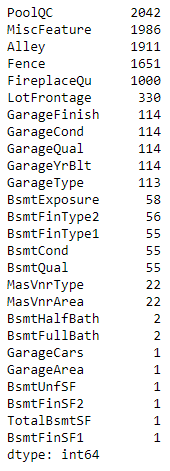 PoolQC 2042
MiscFeature 1986
Alley 1911
Fence 1651
FireplaceQu 1000
LotFrontage 330
GarageFinish 114
GarageCond 114
GarageQual 114
GarageYrBlt 114
GarageType 113
BsmtExposure 58
BsmtFinType2 56
BsmtFinType1 55
BsmtCond 55
BsmtQual 55
MasVnrType 22
MasVnrArea 22
BsmtHalfBath 2
BsmtFullBath 2
GarageCars 1
GarageArea 1
BsmtUnfSF 1
BsmtFinSF2 1
TotalBsmtSF 1
BsmtFinSF1 1
dtype: int64